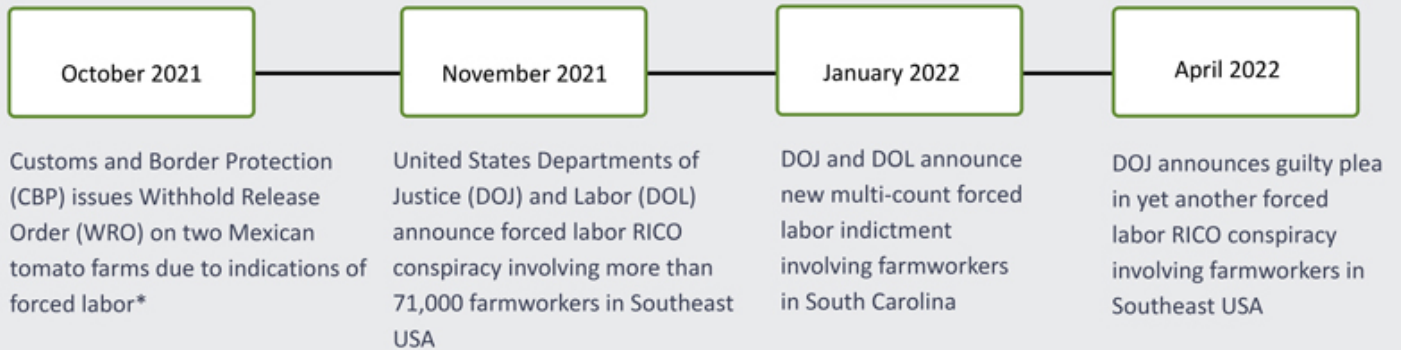 October 2021
Customs and Border Protection
(CBP) issues Withhold Release
Order (WRO) on two Mexican
tomato farms due to indications of
forced labor*
November 2021
United States Departments of
Justice (DOJ) and Labor (DOL)
announce forced labor RICO
conspiracy involving more than
71,000 farmworkers in Southeast
USA
January 2022
DOJ and DOL announce
new multi-count forced
labor indictment
involving farmworkers
in South Carolina
April 2022
DOJ announces guilty plea
in yet another forced
labor RICO conspiracy
involving farmworkers in
Southeast USA